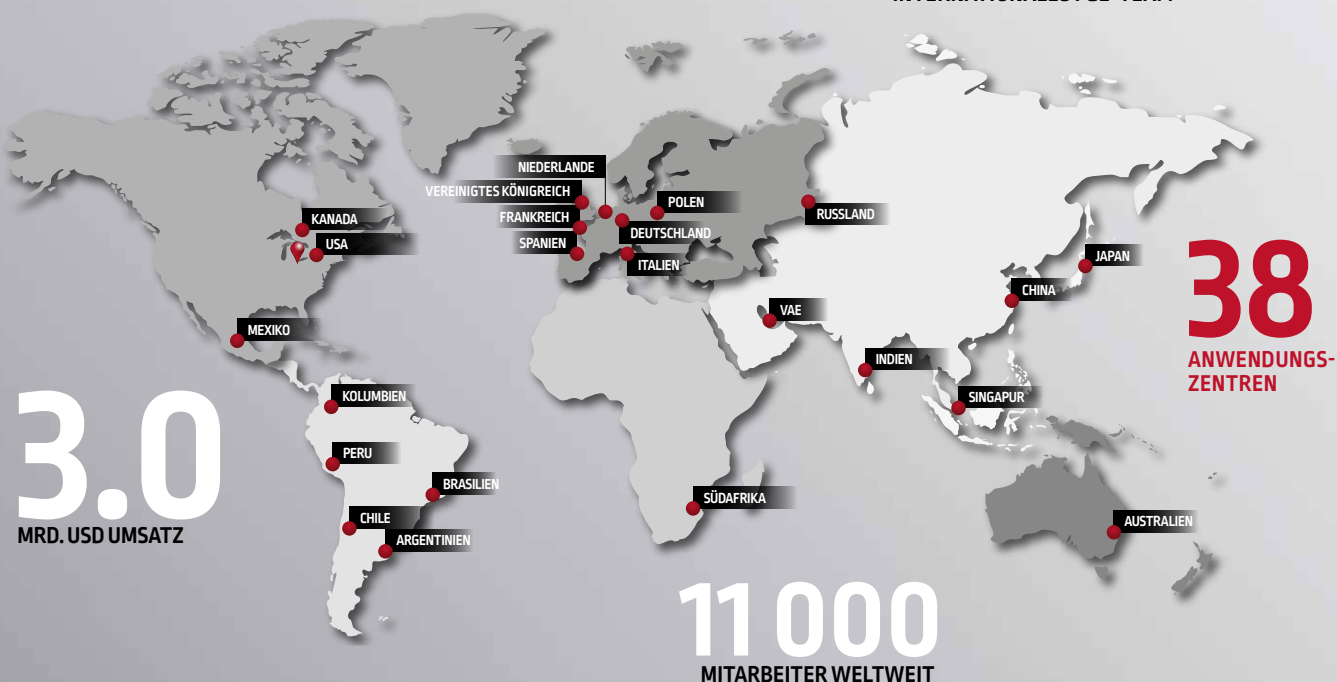 NIEDERLANDE
VEREINIGTES KÖNIGREICH
POLEN
FRANKREICH
RUSSLAND
KANADA
DEUTSCHLAND
USA
SPANIEN
ITALIEN
JAPAN
CHINA
VAE
MEXIKO
38
ANWENDUNGS-
ZENTREN
INDIEN
KOLUMBIEN
SINGAPUR
3.0
MRD. USD UMSATZ
PERU
BRASILIEN
SÜDAFRIKA
CHILE
AUSTRALIEN
ARGENTINIEN
11 000
MITARBEITER WELTWEIT